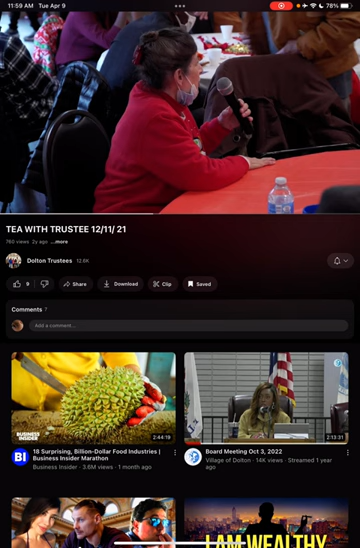 11:59 AM Tue Apr 9
78%
TEA WITH TRUSTEE 12/11/ 21
760 views 2y ago ...more
Dolton Trustees 12.6K
9 Share Download Clip Saved
Comments 7
Add a comment...
BUSINESS
INSIDER
2:44:19
2:13:31
BI
18 Surprising, Billion-Dollar Food Industries |
Business Insider Marathon
Business Insider · 3.6M views · 1 month ago
Board Meeting Oct 3, 2022
Village of Dolton · 14K views · Streamed 1 year
ago
I AM WEALTHY